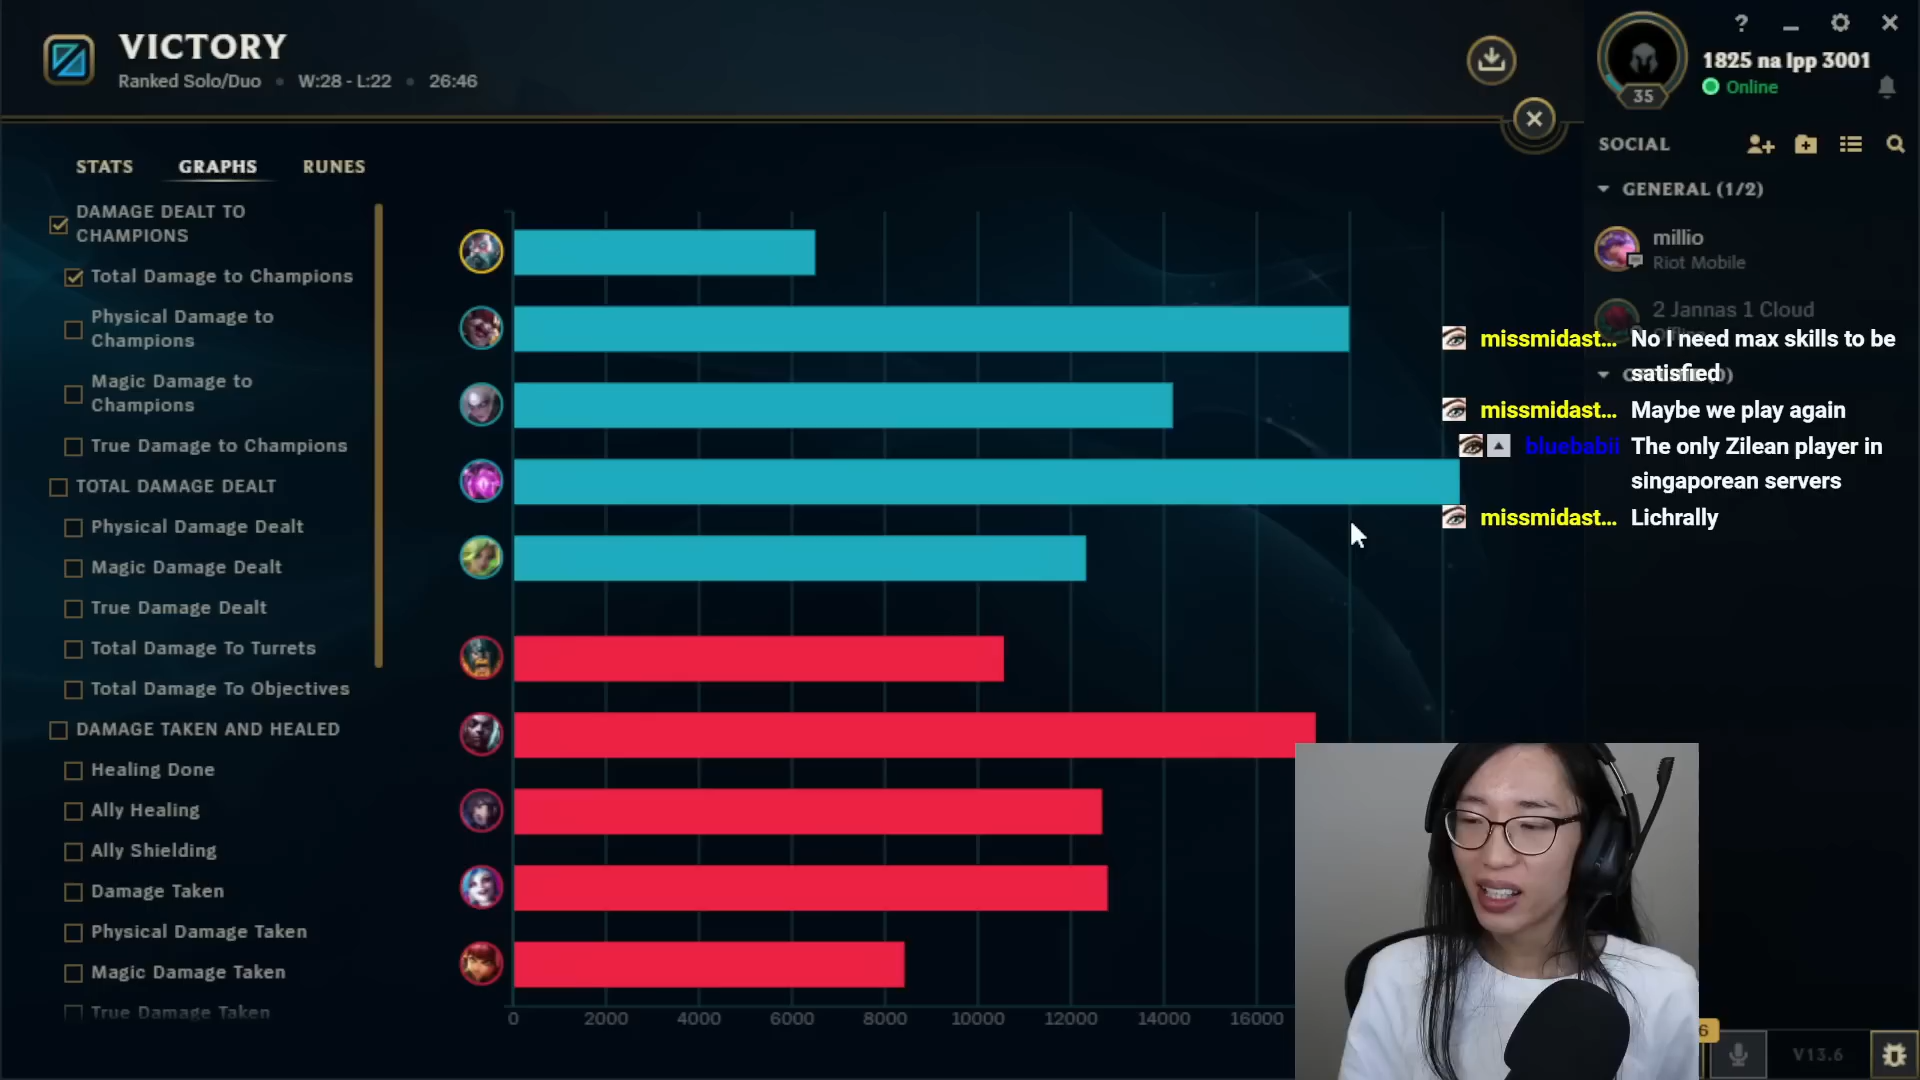 VICTORY
Ranked Solo/Duo • W:28 - L:22 • 26:46
?
1825 na lpp 3001
Online
35
STATS GRAPHS RUNES
SOCIAL
GENERAL (1/2)
millio
Riot Mobile
2 Jannas 1 Cloud
DAMAGE DEALT TO
CHAMPIONS
Total Damage to Champions
Physical Damage to
Champions
Magic Damage to
Champions
True Damage to Champions
TOTAL DAMAGE DEALT
Physical Damage Dealt
Magic Damage Dealt
True Damage Dealt
Total Damage To Turrets
Total Damage To Objectives
DAMAGE TAKEN AND HEALED
Healing Done
Ally Healing
Ally Shielding
Damage Taken
Physical Damage Taken
Magic Damage Taken
True Damage Taken
missmidast... No I need max skills to be
satisfied
missmidast... Maybe we play again
bluebabii The only Zilean player in
singaporean servers
missmidast... Lichrally
0 2000 4000 6000 8000 10000 12000 14000 16000
6
V13.6